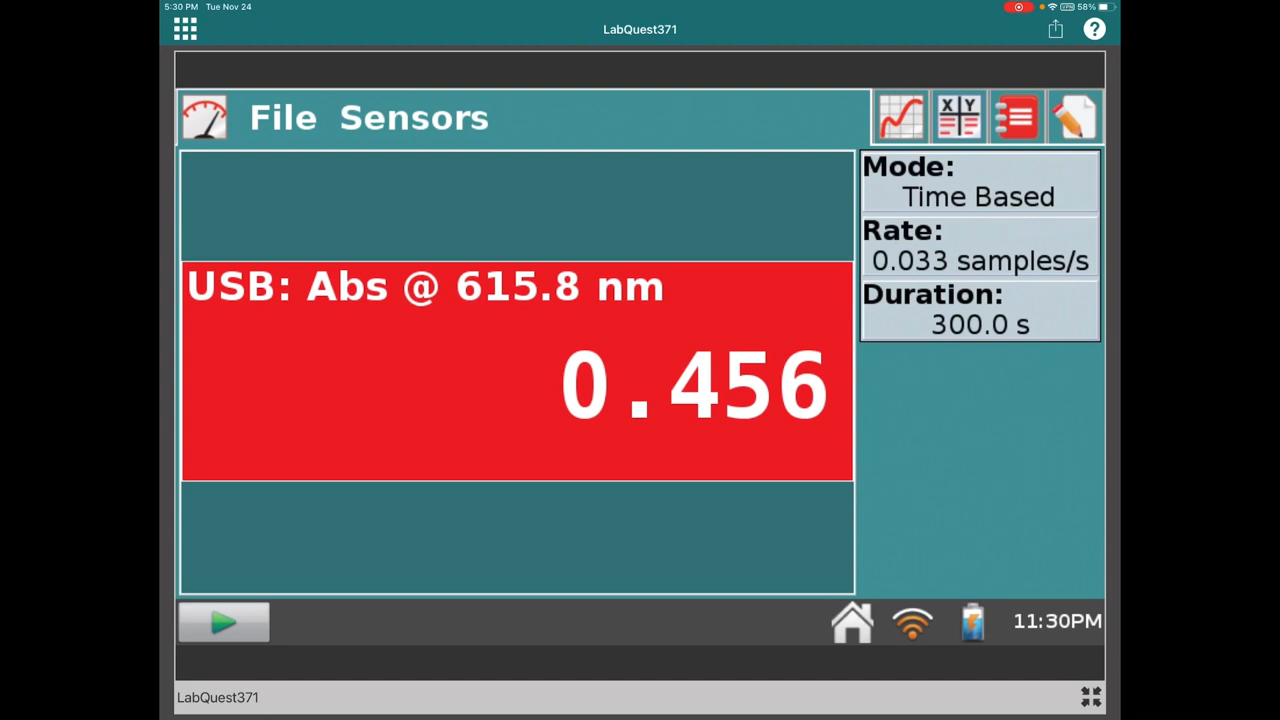 5:30 PM Tue Nov 24
VPN 58%
LabQuest371
?
File Sensors
X Y
Mode:
Time Based
Rate:
0.033 samples/s
Duration:
300.0 s
USB: Abs @ 615.8 nm
0.456
11:30PM
LabQuest371